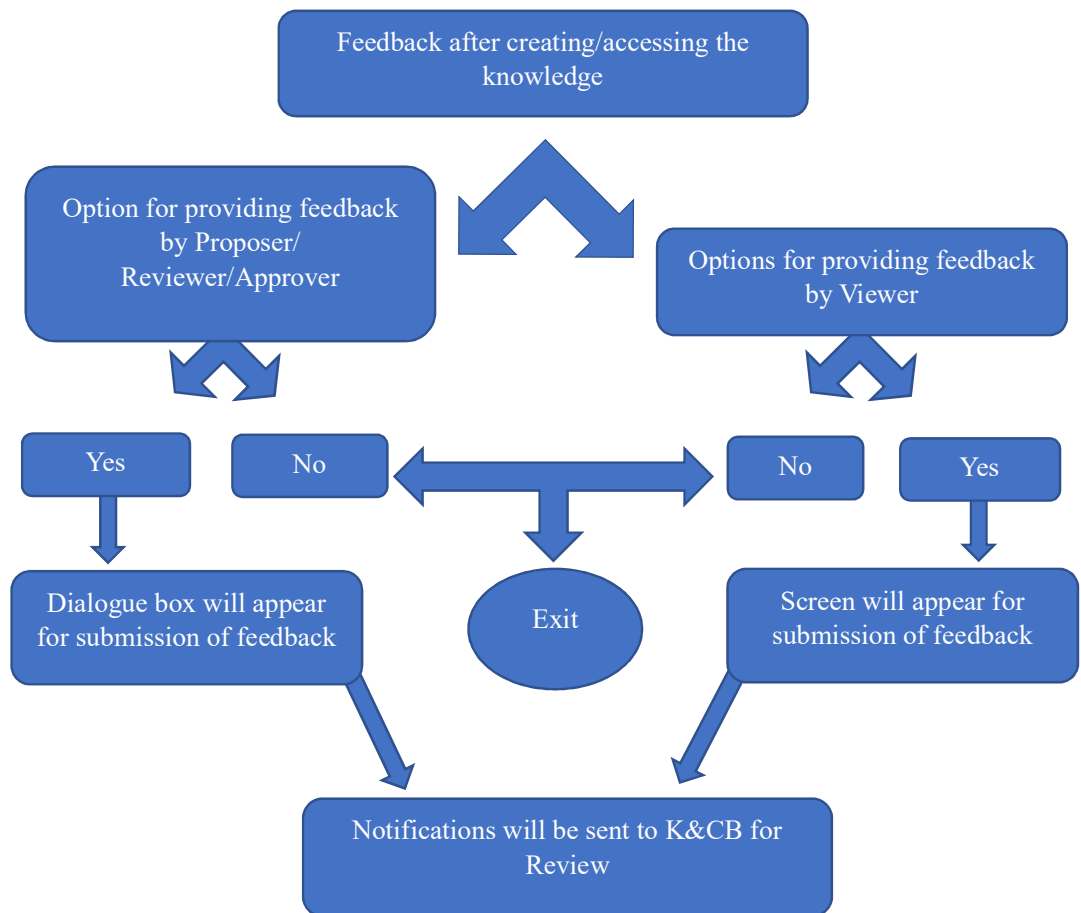 Feedback after creating/accessing the
knowledge
Option for providing feedback
by Proposer/
Reviewer/Approver
Options for providing feedback
by Viewer
Yes
No
No
Yes
Dialogue box will appear
for submission of feedback
Exit
Screen will appear for
submission of feedback
Notifications will be sent to K&CB for
Review